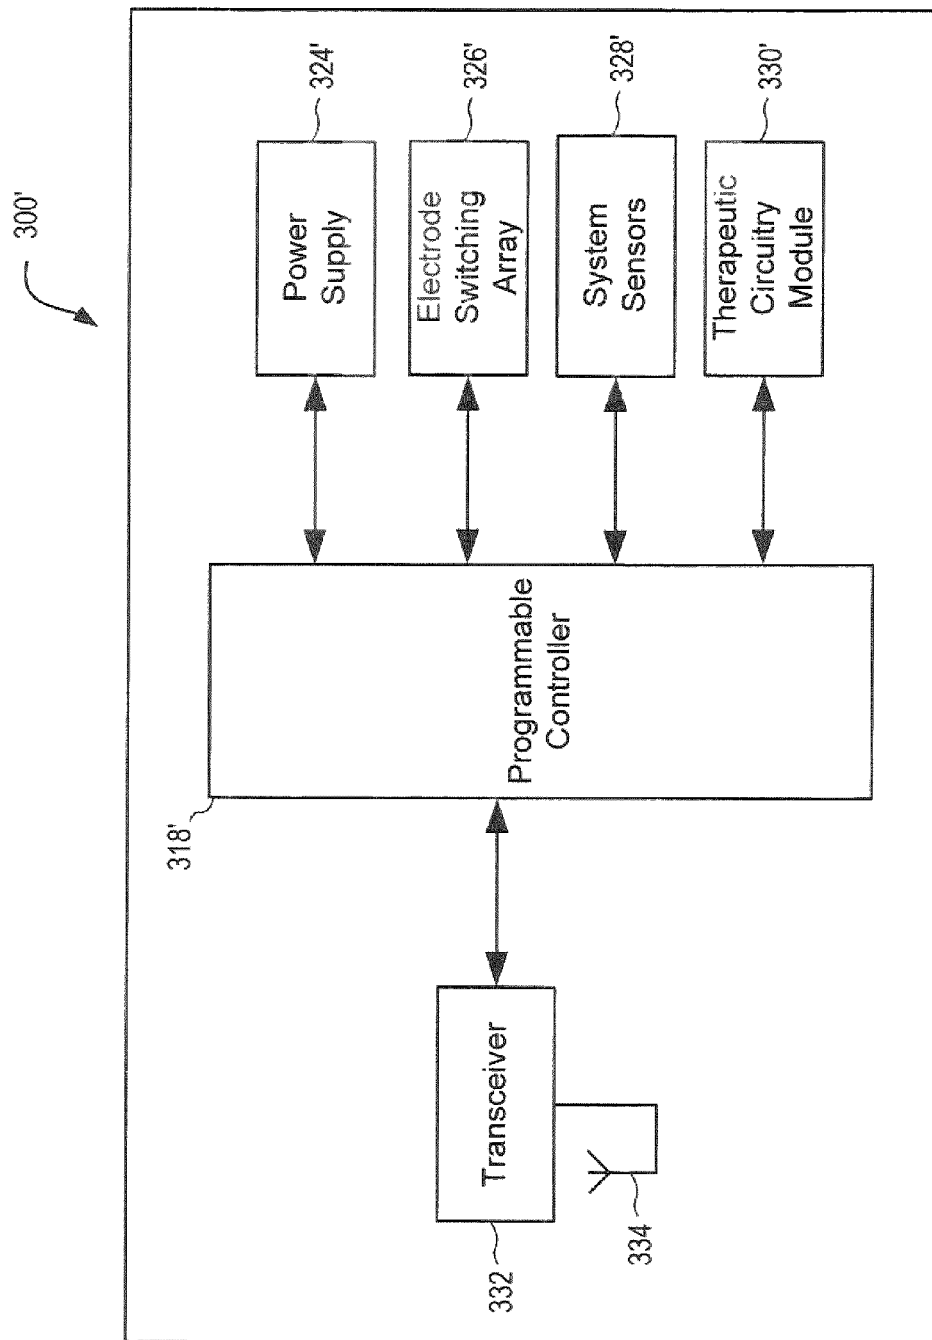 300'
324'
Power
Supply
326'
Electrode
Switching
Array
328'
System
Sensors
330'
Therapeutic
Circuitry
Module
318'
Programmable
Controller
Transceiver
332
334